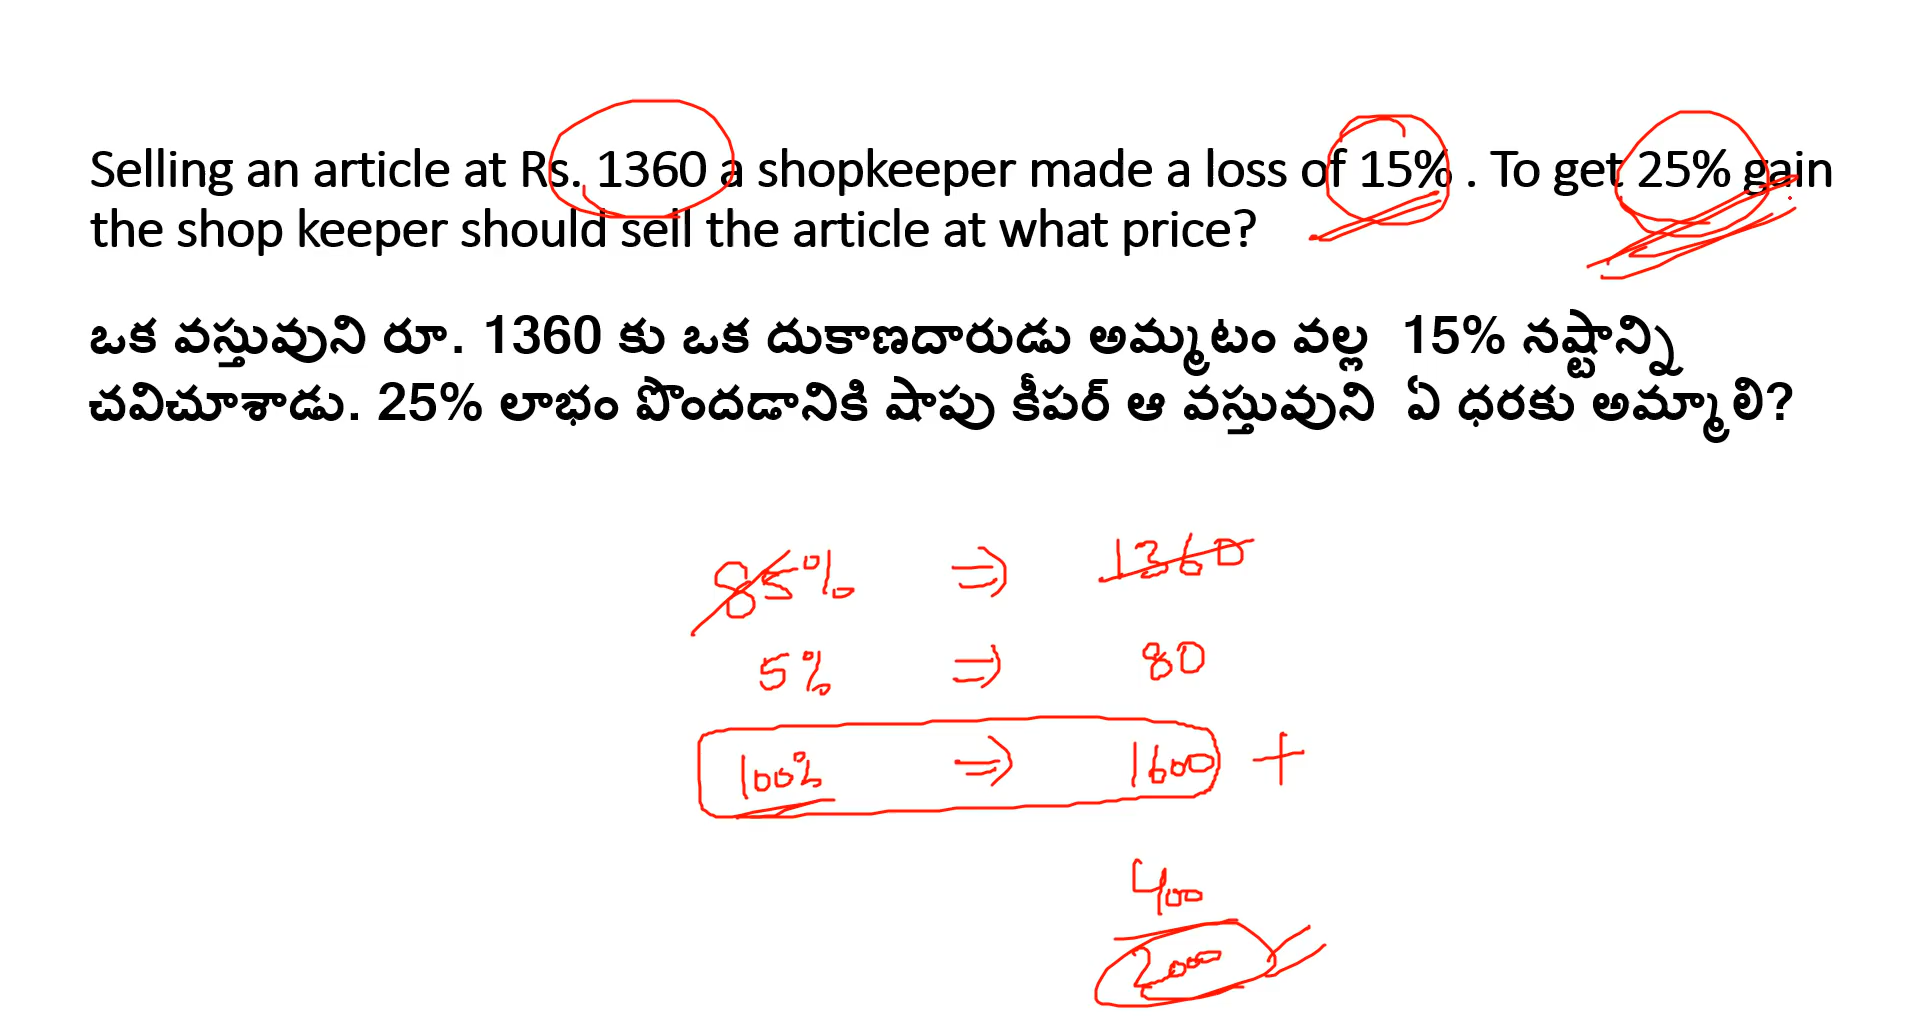 Selling an article at Rs. 1360 a shopkeeper made a loss of 15% . To get 25% gain
the shop keeper should sell the article at what price?
ఒక వస్తువుని రూ. 1360 కు ఒక దుకాణదారుడు అమ్మటం వల్ల 15% నష్టాన్ని
చవిచూశాడు. 25% లాభం పొందడానికి షాపు కీపర్ ఆ వస్తువుని ఏ ధరకు అమ్మాలి?
85% ⇒ 1360
5% ⇒ 80
100% ⇒ 1600 +
400
2000